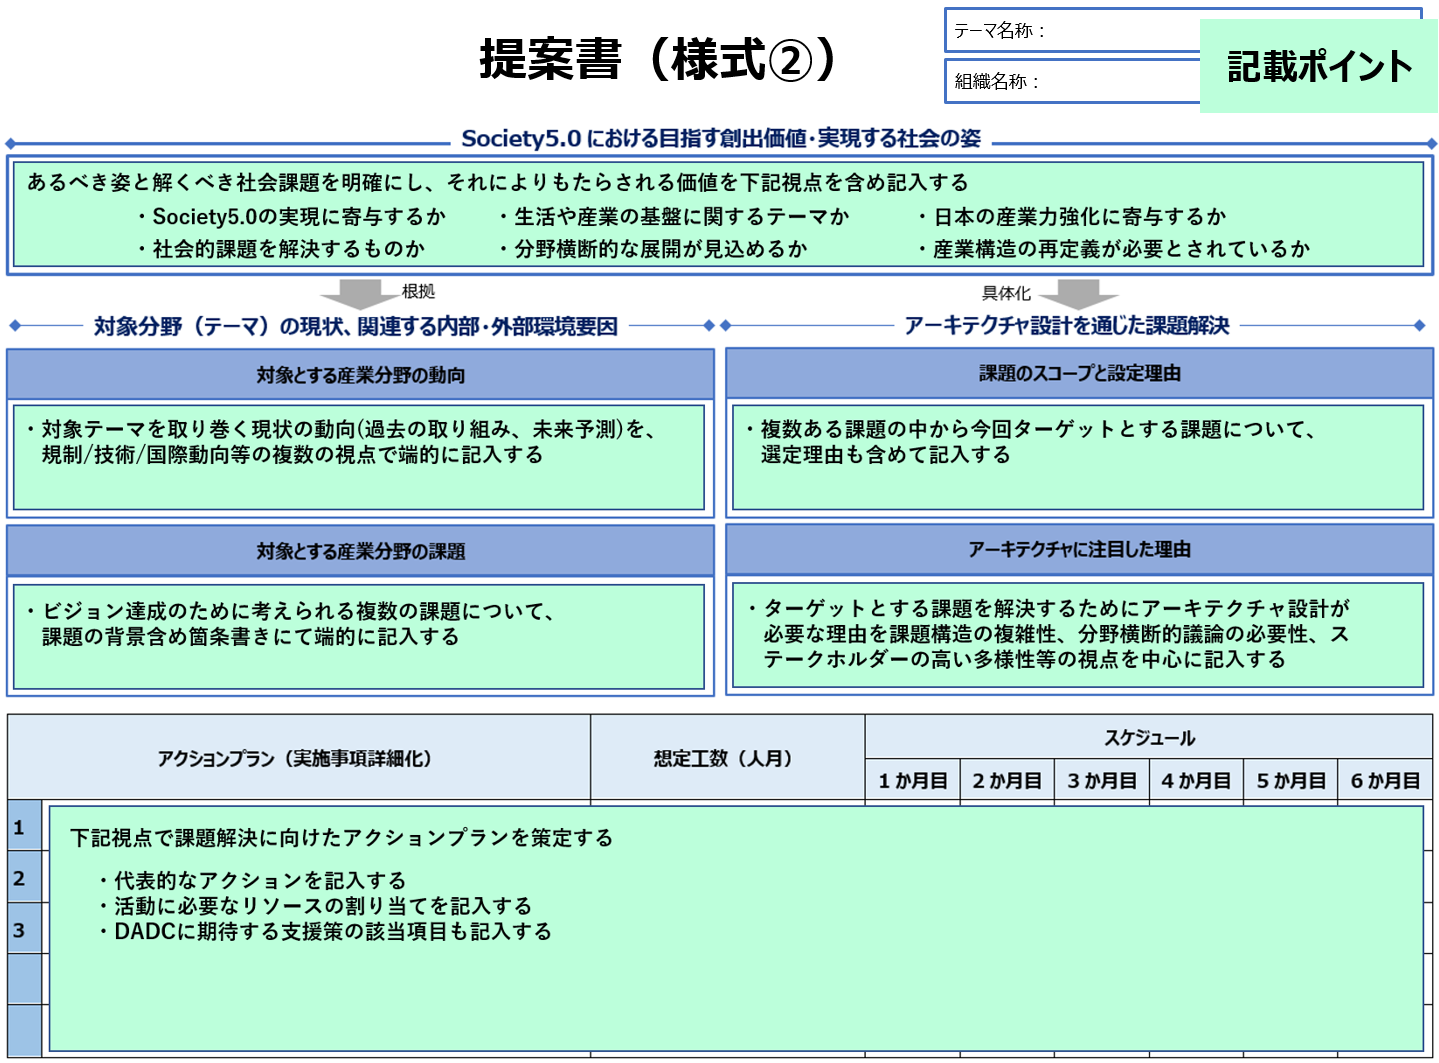 提案書（様式②）
テーマ名称：
組織名称：
記載ポイント
Society5.0 における目指す創出価値・実現する社会の姿
あるべき姿と解くべき社会課題を明確にし、それによりもたらされる価値を下記視点を含め記入する
・Society5.0の実現に寄与するか ・生活や産業の基盤に関するテーマか ・日本の産業力強化に寄与するか
・社会的課題を解決するものか ・分野横断的な展開が見込めるか ・産業構造の再定義が必要とされているか
根拠
具体化
対象分野（テーマ）の現状、関連する内部・外部環境要因
対象とする産業分野の動向
・対象テーマを取り巻く現状の動向(過去の取り組み、未来予測)を、
規制/技術/国際動向等の複数の視点で端的に記入する
対象とする産業分野の課題
・ビジョン達成のために考えられる複数の課題について、
課題の背景含め箇条書きにて端的に記入する
アーキテクチャ設計を通じた課題解決
課題のスコープと設定理由
・複数ある課題の中から今回ターゲットとする課題について、
選定理由も含めて記入する
アーキテクチャに注目した理由
・ターゲットとする課題を解決するためにアーキテクチャ設計が
必要な理由を課題構造の複雑性、分野横断的議論の必要性、ス
テークホルダーの高い多様性等の視点を中心に記入する
アクションプラン（実施事項詳細化） 想定工数（人月） スケジュール
1 か月目 2 か月目 3 か月目 4 か月目 5 か月目 6 か月目
1
2
3
下記視点で課題解決に向けたアクションプランを策定する
・代表的なアクションを記入する
・活動に必要なリソースの割り当てを記入する
・DADCに期待する支援策の該当項目も記入する